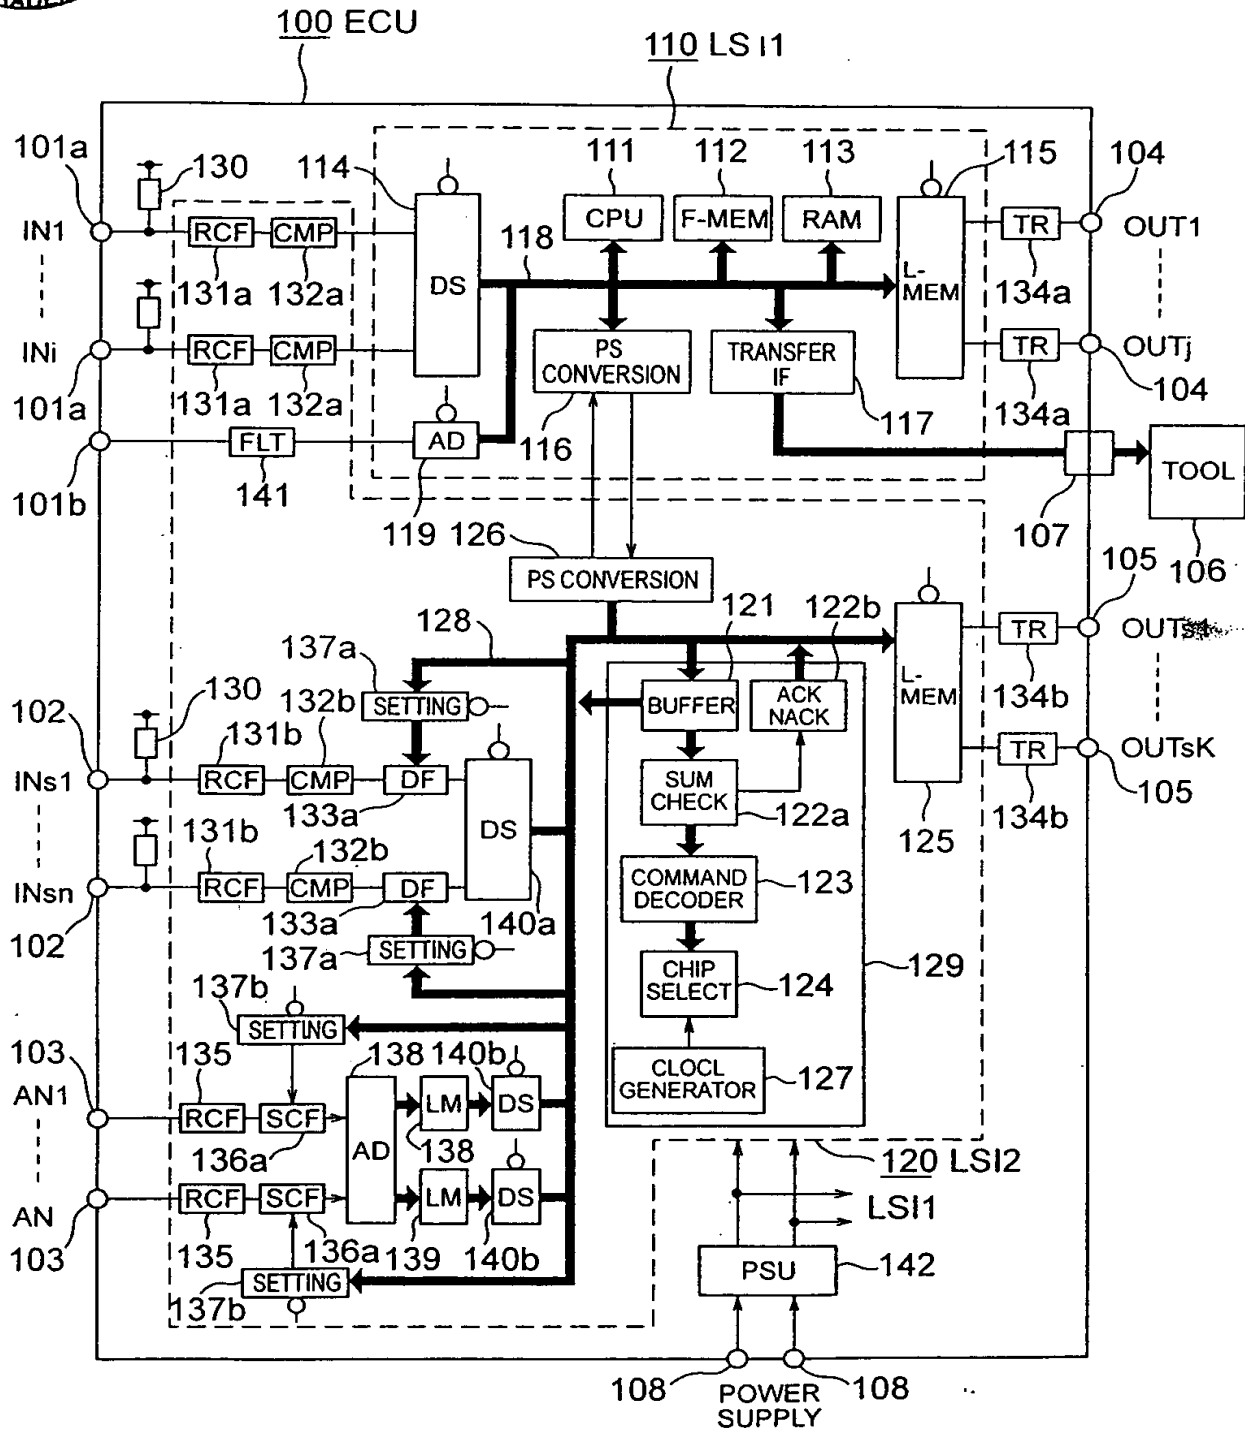 100 ECU
110 LSI1
101a
130
114
111
112
113
115
104
IN1
RCF
CMP
CPU
F-MEM
RAM
TR
OUT1
131a
132a
118
DS
L-
MEM
134a
INi
RCF
CMP
PS
CONVERSION
TRANSFER
IF
TR
OUTj
101a
131a
132a
116
117
134a
104
FLT
AD
TOOL
101b
141
119
126
107
106
PS CONVERSION
105
128
121
122b
TR
137a
130
SETTING
BUFFER
ACK
NACK
L-
MEM
134b
102
131b
132b
INs1
RCF
CMP
DF
SUM
CHECK
TR
OUTsK
133a
DS
122a
125
134b
105
131b
132b
COMMAND
DECODER
123
INsn
RCF
CMP
DF
102
133a
140a
SETTING
137a
CHIP
SELECT
124
129
137b
SETTING
103
135
138
140b
CLOCL
GENERATOR
127
AN1
RCF
SCF
LM
DS
136a
AD
138
120 LSI2
RCF
SCF
LM
DS
AN
LSI1
103
135
136a
139
140b
SETTING
PSU
142
137b
108
108
POWER
SUPPLY